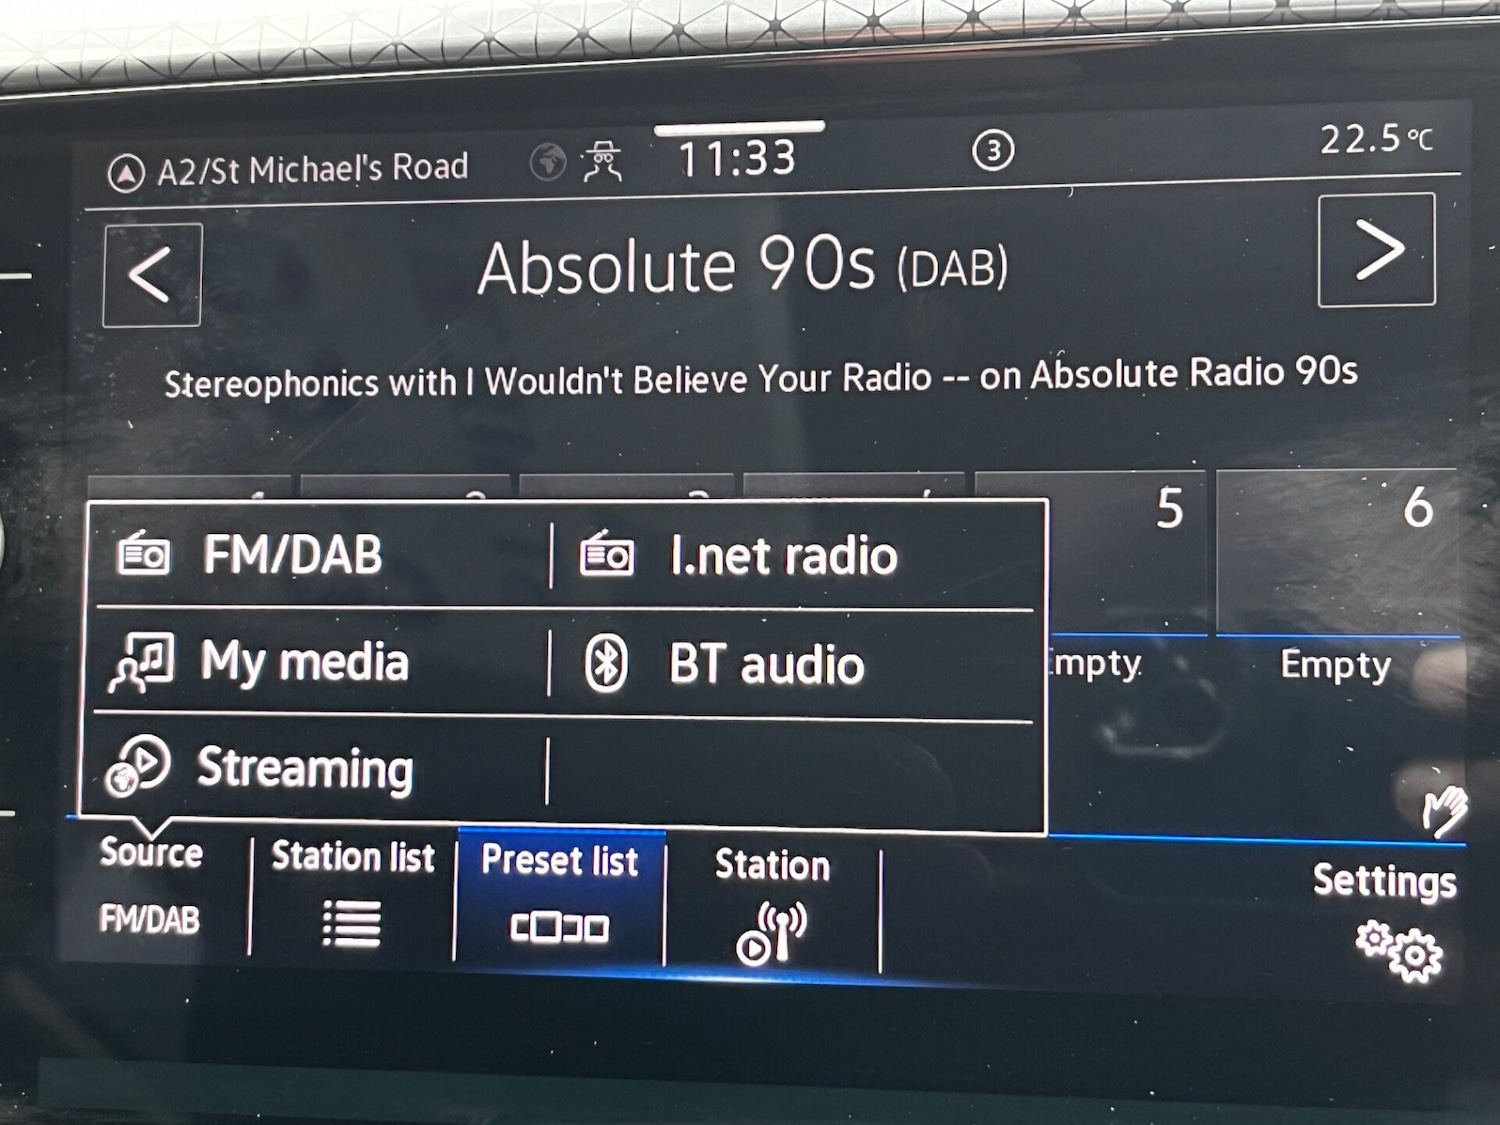 A2/St Michael's Road
11:33
3
22.5°C
<
Absolute 90s (DAB)
>
Stereophonics with I Wouldn't Believe Your Radio -- on Absolute Radio 90s
5
6
FM/DAB
I.net radio
My media
BT audio
Empty
Streaming
Source
FM/DAB
Station list
Preset list
Station
Settings